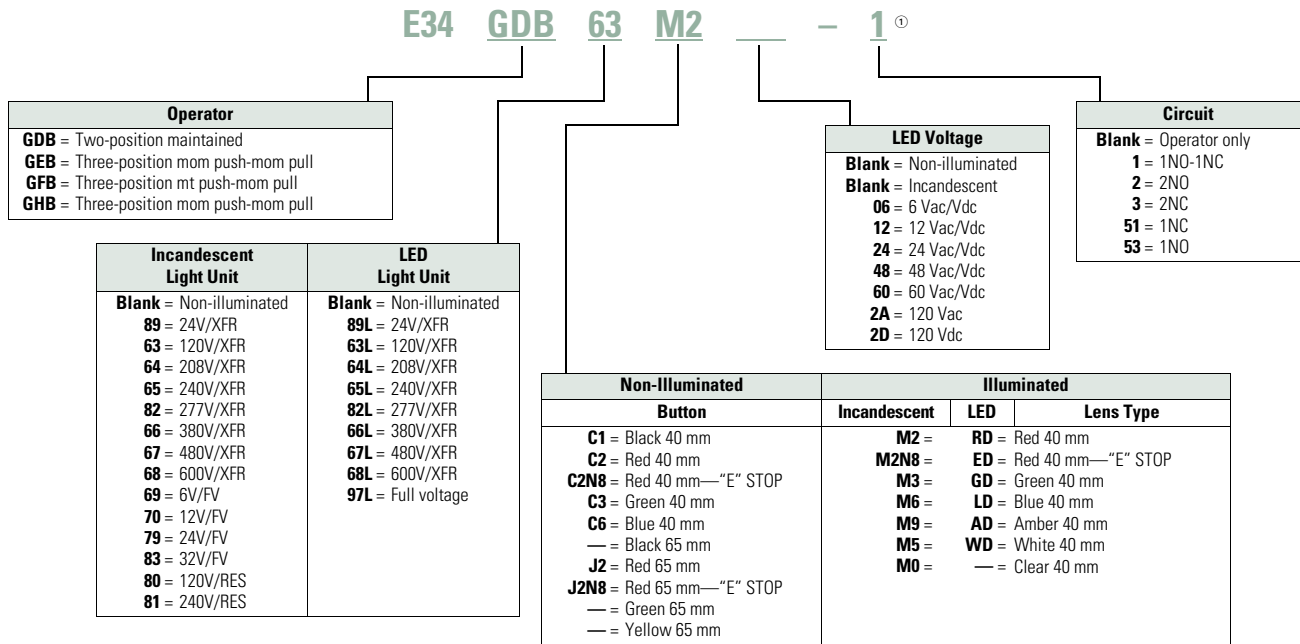 E34 GDB 63 M2 ___ – 1 ①
Operator
GDB = Two-position maintained
GEB = Three-position mom push-mom pull
GFB = Three-position mt push-mom pull
GHB = Three-position mom push-mom pull
LED Voltage
Blank = Non-illuminated
Blank = Incandescent
06 = 6 Vac/Vdc
12 = 12 Vac/Vdc
24 = 24 Vac/Vdc
48 = 48 Vac/Vdc
60 = 60 Vac/Vdc
2A = 120 Vac
2D = 120 Vdc
Circuit
Blank = Operator only
1 = 1NO-1NC
2 = 2NO
3 = 2NC
51 = 1NC
53 = 1NO
Incandescent
Light Unit
Blank = Non-illuminated
89 = 24V/XFR
63 = 120V/XFR
64 = 208V/XFR
65 = 240V/XFR
82 = 277V/XFR
66 = 380V/XFR
67 = 480V/XFR
68 = 600V/XFR
69 = 6V/FV
70 = 12V/FV
79 = 24V/FV
83 = 32V/FV
80 = 120V/RES
81 = 240V/RES
LED
Light Unit
Blank = Non-illuminated
89L = 24V/XFR
63L = 120V/XFR
64L = 208V/XFR
65L = 240V/XFR
82L = 277V/XFR
66L = 380V/XFR
67L = 480V/XFR
68L = 600V/XFR
97L = Full voltage
Non-Illuminated
Button
C1 = Black 40 mm
C2 = Red 40 mm
C2N8 = Red 40 mm—“E” STOP
C3 = Green 40 mm
C6 = Blue 40 mm
— = Black 65 mm
J2 = Red 65 mm
J2N8 = Red 65 mm—“E” STOP
— = Green 65 mm
— = Yellow 65 mm
Illuminated
Incandescent LED Lens Type
M2 = RD = Red 40 mm
M2N8 = ED = Red 40 mm—“E” STOP
M3 = GD = Green 40 mm
M6 = LD = Blue 40 mm
M9 = AD = Amber 40 mm
M5 = WD = White 40 mm
M0 = — = Clear 40 mm